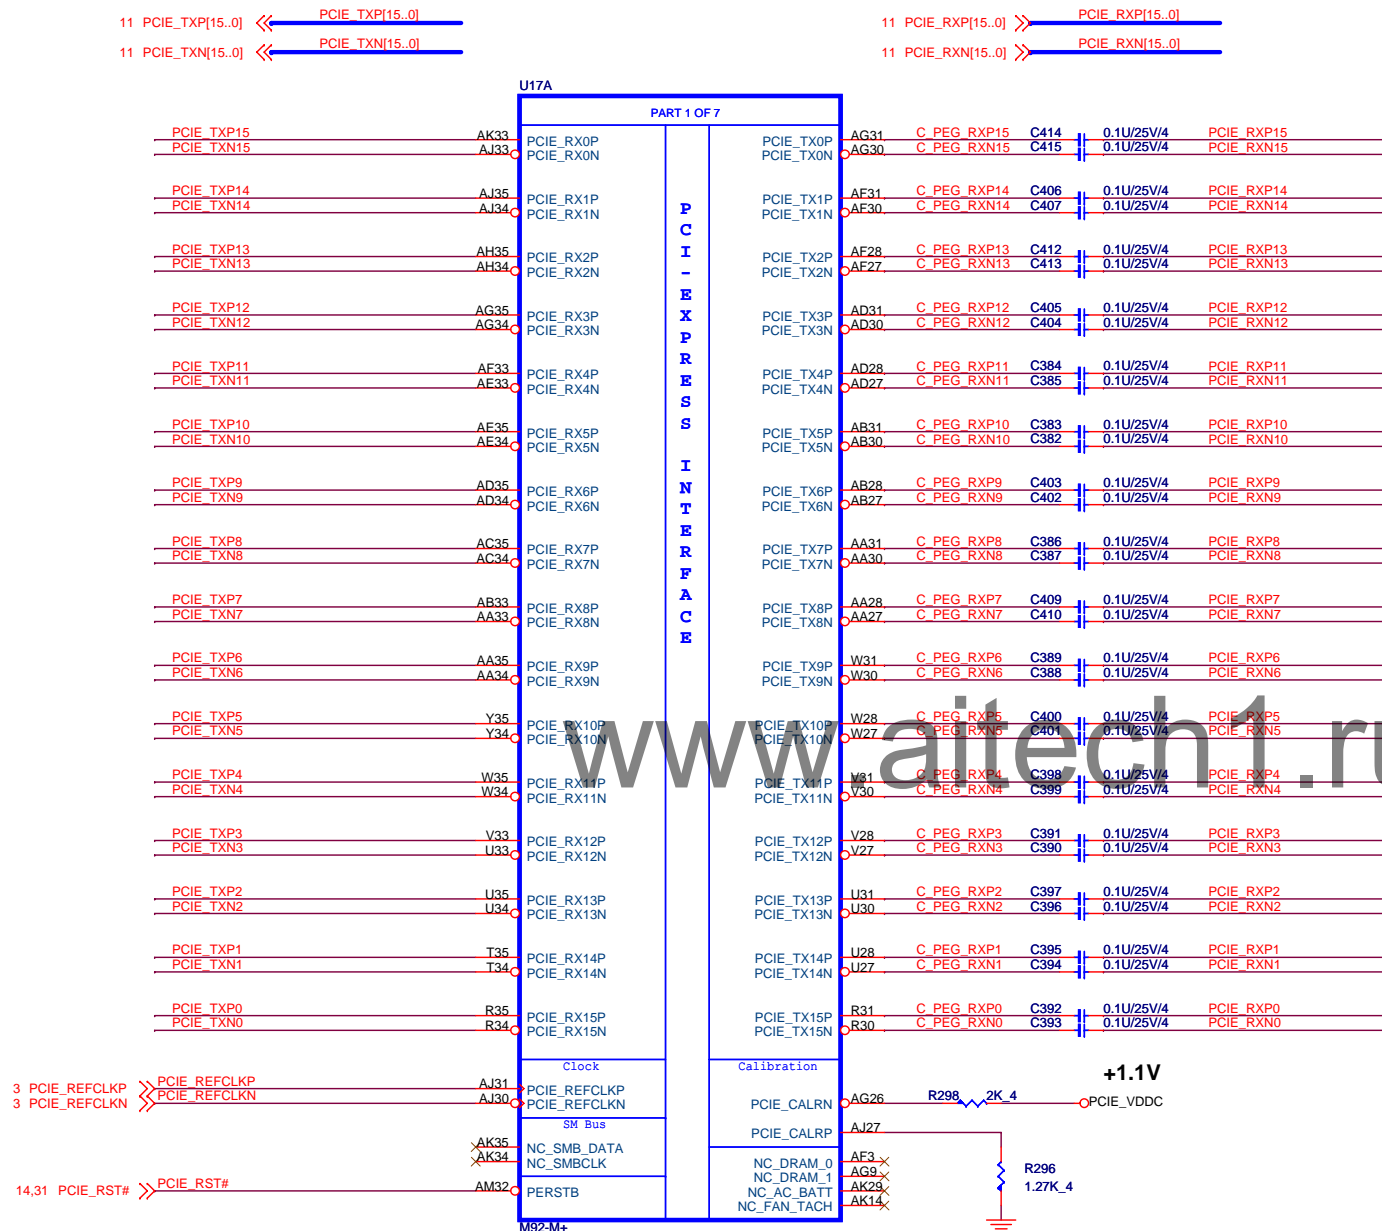 11 PCIE_TXP[15..0] PCIE_TXP[15..0] 11 PCIE_RXP[15..0] PCIE_RXP[15..0]
11 PCIE_TXN[15..0] PCIE_TXN[15..0] 11 PCIE_RXN[15..0] PCIE_RXN[15..0]
U17A
PART 1 OF 7
PCI-EXPRESS INTERFACE
PCIE_TXP15 AK33 PCIE_RX0P PCIE_TX0P AG31 C_PEG_RXP15 C414 0.1U/25V/4 PCIE_RXP15
PCIE_TXN15 AJ33 PCIE_RX0N PCIE_TX0N AG30 C_PEG_RXN15 C415 0.1U/25V/4 PCIE_RXN15
PCIE_TXP14 AJ35 PCIE_RX1P PCIE_TX1P AF31 C_PEG_RXP14 C406 0.1U/25V/4 PCIE_RXP14
PCIE_TXN14 AJ34 PCIE_RX1N PCIE_TX1N AF30 C_PEG_RXN14 C407 0.1U/25V/4 PCIE_RXN14
PCIE_TXP13 AH35 PCIE_RX2P PCIE_TX2P AF28 C_PEG_RXP13 C412 0.1U/25V/4 PCIE_RXP13
PCIE_TXN13 AH34 PCIE_RX2N PCIE_TX2N AF27 C_PEG_RXN13 C413 0.1U/25V/4 PCIE_RXN13
PCIE_TXP12 AG35 PCIE_RX3P PCIE_TX3P AD31 C_PEG_RXP12 C405 0.1U/25V/4 PCIE_RXP12
PCIE_TXN12 AG34 PCIE_RX3N PCIE_TX3N AD30 C_PEG_RXN12 C404 0.1U/25V/4 PCIE_RXN12
PCIE_TXP11 AF33 PCIE_RX4P PCIE_TX4P AD28 C_PEG_RXP11 C384 0.1U/25V/4 PCIE_RXP11
PCIE_TXN11 AE33 PCIE_RX4N PCIE_TX4N AD27 C_PEG_RXN11 C385 0.1U/25V/4 PCIE_RXN11
PCIE_TXP10 AE35 PCIE_RX5P PCIE_TX5P AB31 C_PEG_RXP10 C383 0.1U/25V/4 PCIE_RXP10
PCIE_TXN10 AE34 PCIE_RX5N PCIE_TX5N AB30 C_PEG_RXN10 C382 0.1U/25V/4 PCIE_RXN10
PCIE_TXP9 AD35 PCIE_RX6P PCIE_TX6P AB28 C_PEG_RXP9 C403 0.1U/25V/4 PCIE_RXP9
PCIE_TXN9 AD34 PCIE_RX6N PCIE_TX6N AB27 C_PEG_RXN9 C402 0.1U/25V/4 PCIE_RXN9
PCIE_TXP8 AC35 PCIE_RX7P PCIE_TX7P AA31 C_PEG_RXP8 C386 0.1U/25V/4 PCIE_RXP8
PCIE_TXN8 AC34 PCIE_RX7N PCIE_TX7N AA30 C_PEG_RXN8 C387 0.1U/25V/4 PCIE_RXN8
PCIE_TXP7 AB33 PCIE_RX8P PCIE_TX8P AA28 C_PEG_RXP7 C409 0.1U/25V/4 PCIE_RXP7
PCIE_TXN7 AA33 PCIE_RX8N PCIE_TX8N AA27 C_PEG_RXN7 C410 0.1U/25V/4 PCIE_RXN7
PCIE_TXP6 AA35 PCIE_RX9P PCIE_TX9P W31 C_PEG_RXP6 C389 0.1U/25V/4 PCIE_RXP6
PCIE_TXN6 AA34 PCIE_RX9N PCIE_TX9N W30 C_PEG_RXN6 C388 0.1U/25V/4 PCIE_RXN6
PCIE_TXP5 Y35 PCIE_RX10P PCIE_TX10P W28 C_PEG_RXP5 C400 0.1U/25V/4 PCIE_RXP5
PCIE_TXN5 Y34 PCIE_RX10N PCIE_TX10N W27 C_PEG_RXN5 C401 0.1U/25V/4 PCIE_RXN5
www.aitech1.ru
PCIE_TXP4 W35 PCIE_RX11P PCIE_TX11P V31 C_PEG_RXP4 C398 0.1U/25V/4 PCIE_RXP4
PCIE_TXN4 W34 PCIE_RX11N PCIE_TX11N V30 C_PEG_RXN4 C399 0.1U/25V/4 PCIE_RXN4
PCIE_TXP3 V33 PCIE_RX12P PCIE_TX12P V28 C_PEG_RXP3 C391 0.1U/25V/4 PCIE_RXP3
PCIE_TXN3 U33 PCIE_RX12N PCIE_TX12N V27 C_PEG_RXN3 C390 0.1U/25V/4 PCIE_RXN3
PCIE_TXP2 U35 PCIE_RX13P PCIE_TX13P U31 C_PEG_RXP2 C397 0.1U/25V/4 PCIE_RXP2
PCIE_TXN2 U34 PCIE_RX13N PCIE_TX13N U30 C_PEG_RXN2 C396 0.1U/25V/4 PCIE_RXN2
PCIE_TXP1 T35 PCIE_RX14P PCIE_TX14P U28 C_PEG_RXP1 C395 0.1U/25V/4 PCIE_RXP1
PCIE_TXN1 T34 PCIE_RX14N PCIE_TX14N U27 C_PEG_RXN1 C394 0.1U/25V/4 PCIE_RXN1
PCIE_TXP0 R35 PCIE_RX15P PCIE_TX15P R31 C_PEG_RXP0 C392 0.1U/25V/4 PCIE_RXP0
PCIE_TXN0 R34 PCIE_RX15N PCIE_TX15N R30 C_PEG_RXN0 C393 0.1U/25V/4 PCIE_RXN0
Clock Calibration +1.1V
3 PCIE_REFCLKP PCIE_REFCLKP AJ31 PCIE_REFCLKP
3 PCIE_REFCLKN PCIE_REFCLKN AJ30 PCIE_REFCLKN PCIE_CALRN AG26 R298 2K_4 PCIE_VDDC
SM Bus PCIE_CALRP AJ27
AK35 NC_SMB_DATA
AK34 NC_SMBCLK NC_DRAM_0 AF3 R296
NC_DRAM_1 AG9 1.27K_4
14,31 PCIE_RST# PCIE_RST# AM32 PERSTB NC_AC_BATT AK29
NC_FAN_TACH AK14
M92-M+